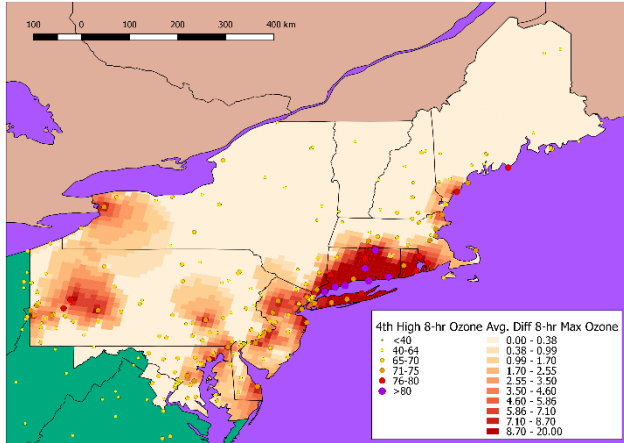 100 0 100 200 300 400 km
4th High 8-hr Ozone Avg. Diff 8-hr Max Ozone
<40 0.00 - 0.38
40-64 0.38 - 0.99
65-70 0.99 - 1.70
71-75 1.70 - 2.55
76-80 2.55 - 3.50
>80 3.50 - 4.60
4.60 - 5.86
5.86 - 7.10
7.10 - 8.70
8.70 - 20.00